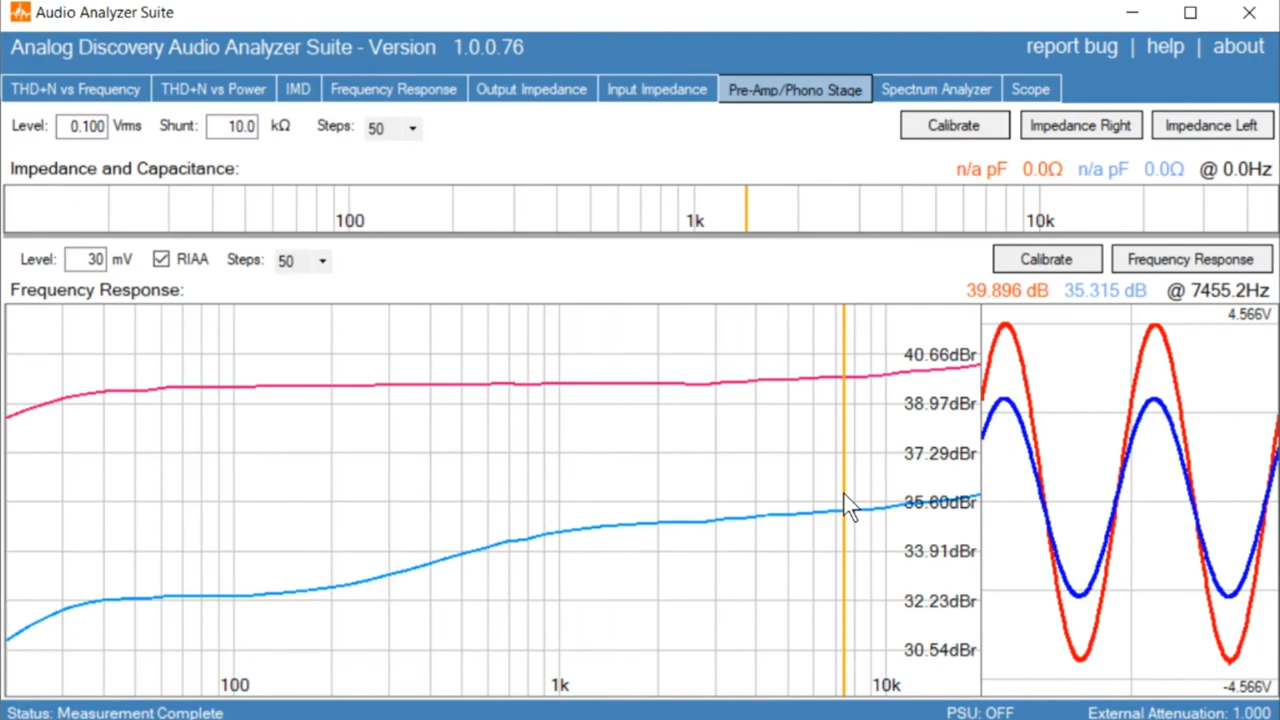 Audio Analyzer Suite
Analog Discovery Audio Analyzer Suite - Version 1.0.0.76 report bug | help | about
THD+N vs Frequency THD+N vs Power IMD Frequency Response Output Impedance Input Impedance Pre-Amp/Phono Stage Spectrum Analyzer Scope
Level: 0.100 Vrms Shunt: 10.0 kΩ Steps: 50 Calibrate Impedance Right Impedance Left
Impedance and Capacitance: n/a pF 0.0Ω n/a pF 0.0Ω @ 0.0Hz
100 1k 10k
Level: 30 mV RIAA Steps: 50 Calibrate Frequency Response
Frequency Response: 39.896 dB 35.315 dB @ 7455.2Hz
4.566V
40.66dBr
38.97dBr
37.29dBr
35.60dBr
33.91dBr
32.23dBr
30.54dBr
100 1k 10k -4.566V
Status: Measurement Complete PSU: OFF External Attenuation: 1.000